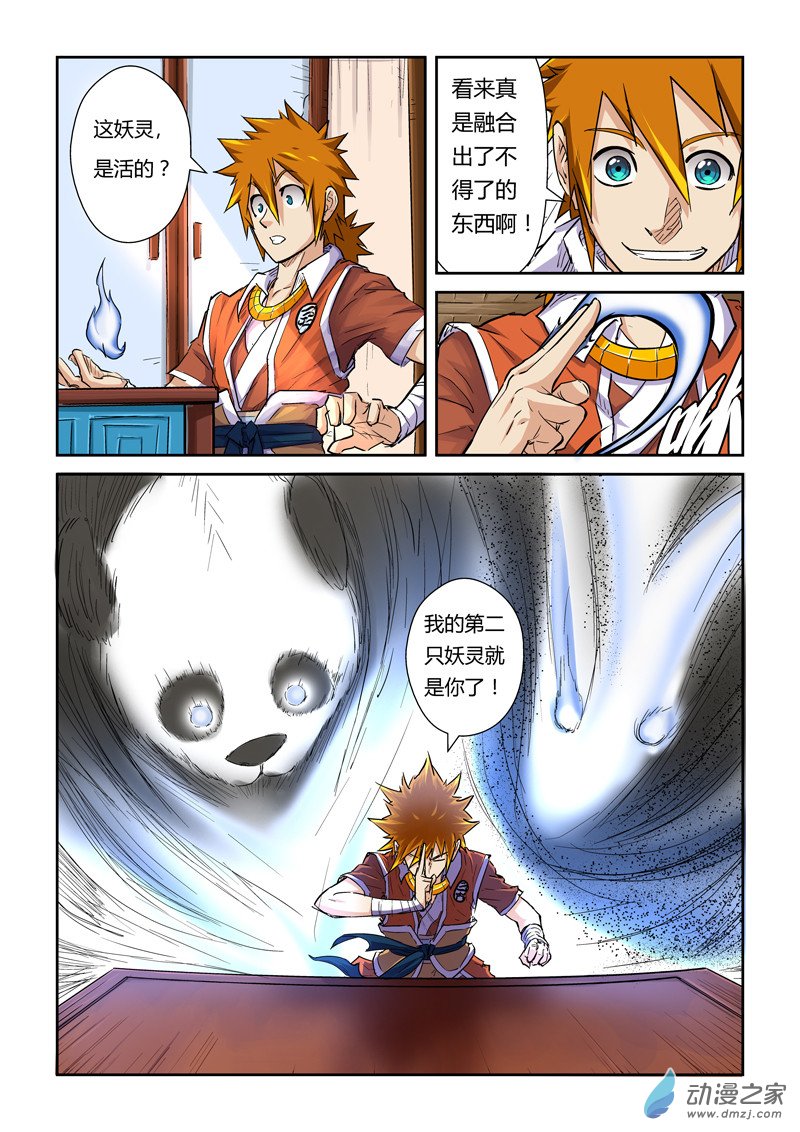 这妖灵，
是活的？
看来真
是融合
出了不
得了的
东西啊！
我的第二
只妖灵就
是你了！
动漫之家
www.dmzj.com